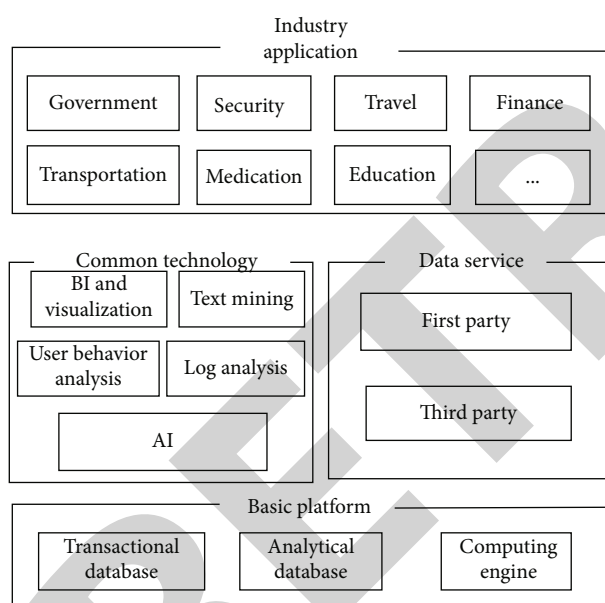 Industry
application
Government
Security
Travel
Finance
Transportation
Medication
Education
...
Common technology
BI and
visualization
Text mining
User behavior
analysis
Log analysis
AI
Data service
First party
Third party
Basic platform
Transactional
database
Analytical
database
Computing
engine